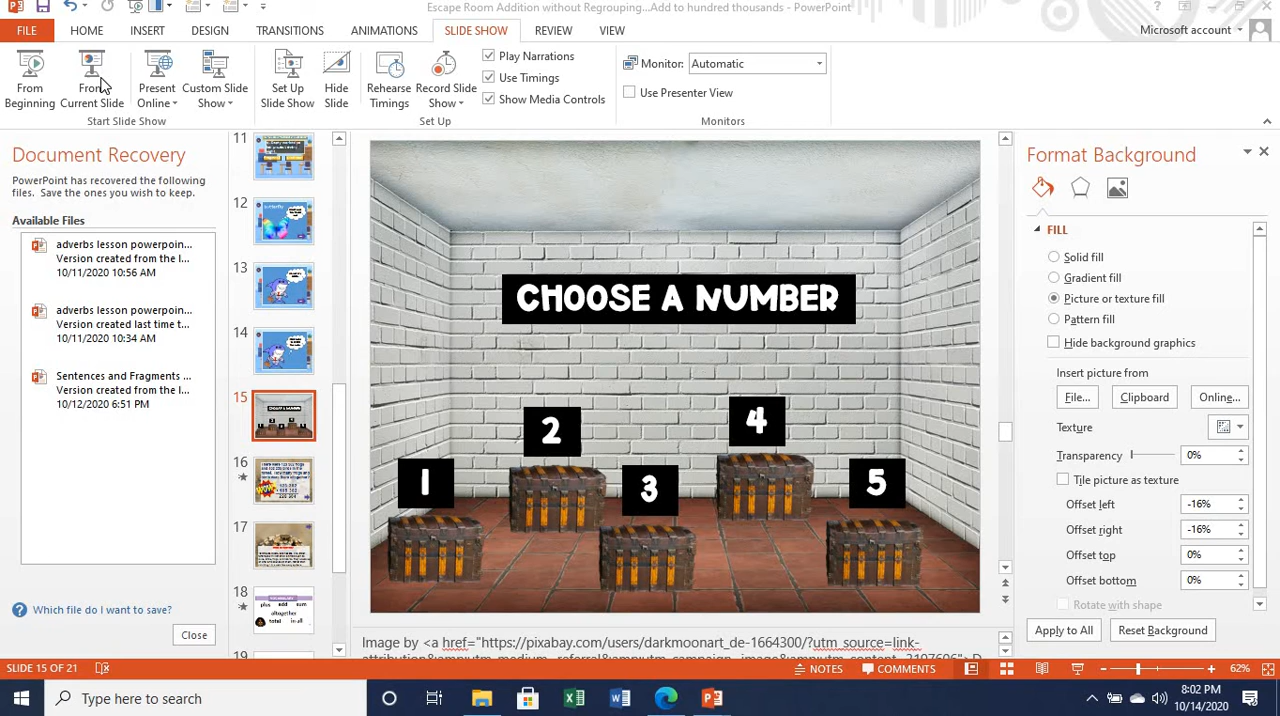 Escape Room Addition without Regrouping...Add to hundred thousands - PowerPoint
FILE HOME INSERT DESIGN TRANSITIONS ANIMATIONS SLIDE SHOW REVIEW VIEW Microsoft account
From Beginning
From Current Slide
Present Online
Custom Slide Show
Start Slide Show
Set Up Slide Show
Hide Slide
Rehearse Timings
Record Slide Show
Play Narrations
Use Timings
Show Media Controls
Set Up
Monitor: Automatic
Use Presenter View
Monitors
Document Recovery
PowerPoint has recovered the following
files. Save the ones you wish to keep.
Available Files
adverbs lesson powerpoin...
Version created from the l...
10/11/2020 10:56 AM
adverbs lesson powerpoin...
Version created last time t...
10/11/2020 10:34 AM
Sentences and Fragments ...
Version created from the l...
10/12/2020 6:51 PM
Which file do I want to save?
Close
11
12
13
14
15
16
17
18
VOCABULARY
plus add sum
altogether
total in all
CHOOSE A NUMBER
1
2
3
4
5
Image by <a href="https://pixabay.com/users/darkmoonart_de-1664300/?utm_source=link-
Format Background
FILL
Solid fill
Gradient fill
Picture or texture fill
Pattern fill
Hide background graphics
Insert picture from
File... Clipboard Online...
Texture
Transparency 0%
Tile picture as texture
Offset left -16%
Offset right -16%
Offset top 0%
Offset bottom 0%
Rotate with shape
Apply to All Reset Background
SLIDE 15 OF 21 NOTES COMMENTS 62%
Type here to search
8:02 PM
10/14/2020